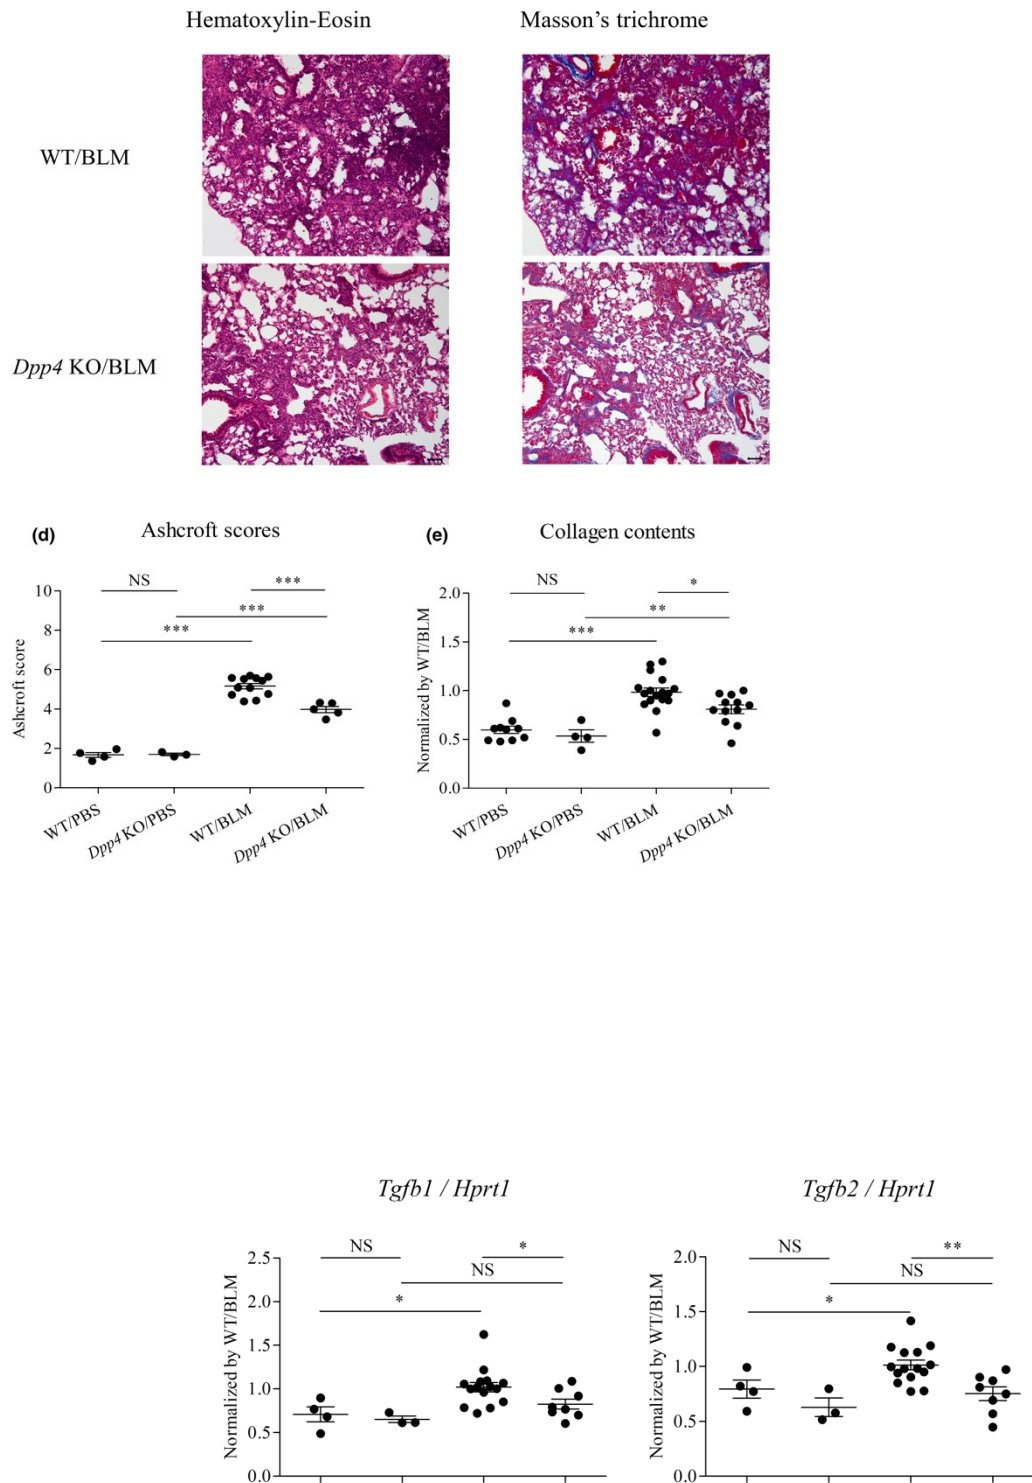 Hematoxylin-Eosin
Masson's trichrome
WT/BLM
Dpp4 KO/BLM
(d)
Ashcroft scores
NS
***
***
***
Ashcroft score
10
8
6
4
2
0
WT/PBS
Dpp4 KO/PBS
WT/BLM
Dpp4 KO/BLM
(e)
Collagen contents
NS
*
**
***
Normalized by WT/BLM
2.0
1.5
1.0
0.5
0.0
WT/PBS
Dpp4 KO/PBS
WT/BLM
Dpp4 KO/BLM
Tgfb1 / Hprt1
NS
*
NS
*
Normalized by WT/BLM
2.5
2.0
1.5
1.0
0.5
0.0
Tgfb2 / Hprt1
NS
**
NS
*
Normalized by WT/BLM
2.0
1.5
1.0
0.5
0.0